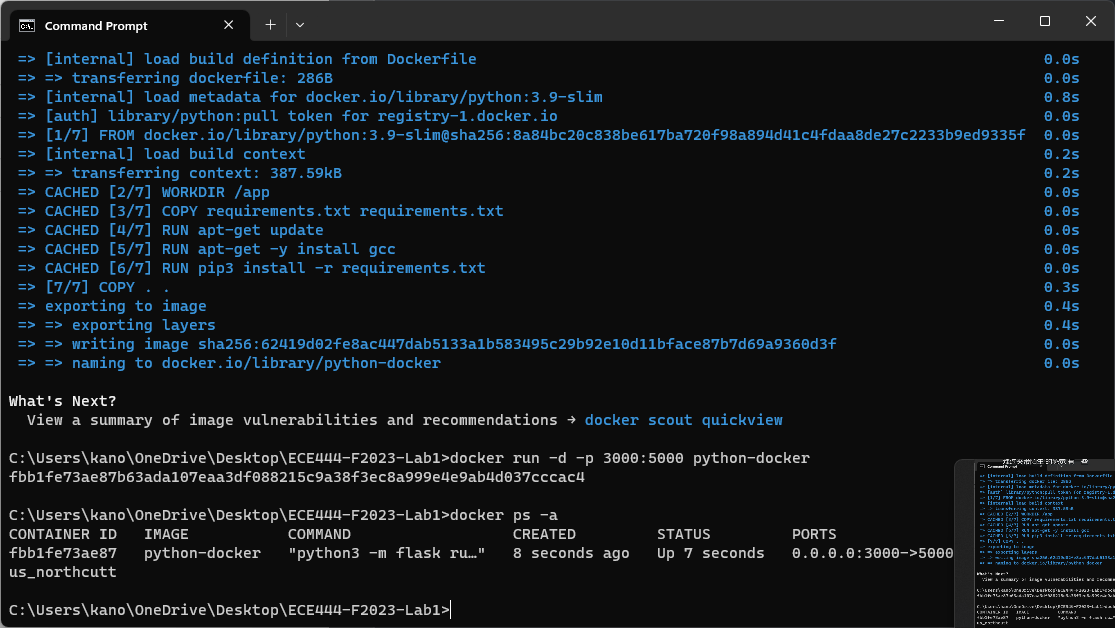 Command Prompt
=> [internal] load build definition from Dockerfile 0.0s
=> => transferring dockerfile: 286B 0.0s
=> [internal] load metadata for docker.io/library/python:3.9-slim 0.8s
=> [auth] library/python:pull token for registry-1.docker.io 0.0s
=> [1/7] FROM docker.io/library/python:3.9-slim@sha256:8a84bc20c838be617ba720f98a894d41c4fdaa8de27c2233b9ed9335f 0.0s
=> [internal] load build context 0.2s
=> => transferring context: 387.59kB 0.2s
=> CACHED [2/7] WORKDIR /app 0.0s
=> CACHED [3/7] COPY requirements.txt requirements.txt 0.0s
=> CACHED [4/7] RUN apt-get update 0.0s
=> CACHED [5/7] RUN apt-get -y install gcc 0.0s
=> CACHED [6/7] RUN pip3 install -r requirements.txt 0.0s
=> [7/7] COPY . . 0.3s
=> exporting to image 0.4s
=> => exporting layers 0.4s
=> => writing image sha256:62419d02fe8ac447dab5133a1b583495c29b92e10d11bface87b7d69a9360d3f 0.0s
=> => naming to docker.io/library/python-docker 0.0s
What's Next?
View a summary of image vulnerabilities and recommendations → docker scout quickview
C:\Users\kano\OneDrive\Desktop\ECE444-F2023-Lab1>docker run -d -p 3000:5000 python-docker
fbb1fe73ae87b63ada107eaa3df088215c9a38f3ec8a999e4e9ab4d037cccac4
C:\Users\kano\OneDrive\Desktop\ECE444-F2023-Lab1>docker ps -a
CONTAINER ID IMAGE COMMAND CREATED STATUS PORTS
fbb1fe73ae87 python-docker "python3 -m flask ru…" 8 seconds ago Up 7 seconds 0.0.0.0:3000->5000
us_northcutt
C:\Users\kano\OneDrive\Desktop\ECE444-F2023-Lab1>